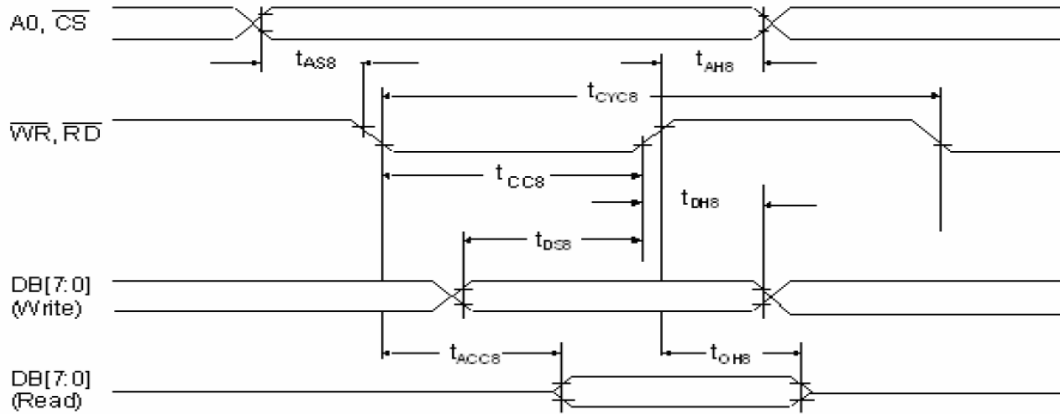 A0, CS
tAS8
tAH8
tCYC8
WR, RD
tCC8
tDH8
tDS8
DB[7:0]
(Write)
tACC8
tOH8
DB[7:0]
(Read)